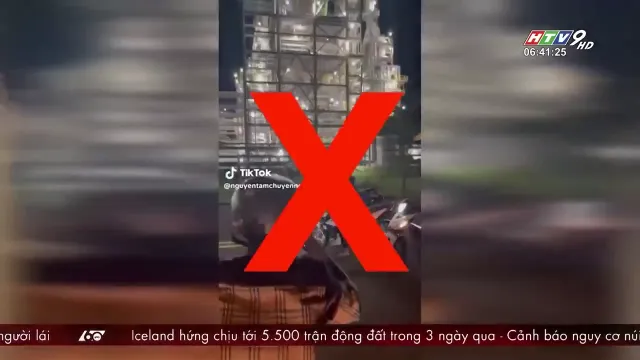 HTV9 HD
06:41:25
X
TikTok
người lái 60 Iceland hứng chịu tới 5.500 trận động đất trong 3 ngày qua - Cảnh báo nguy cơ nú